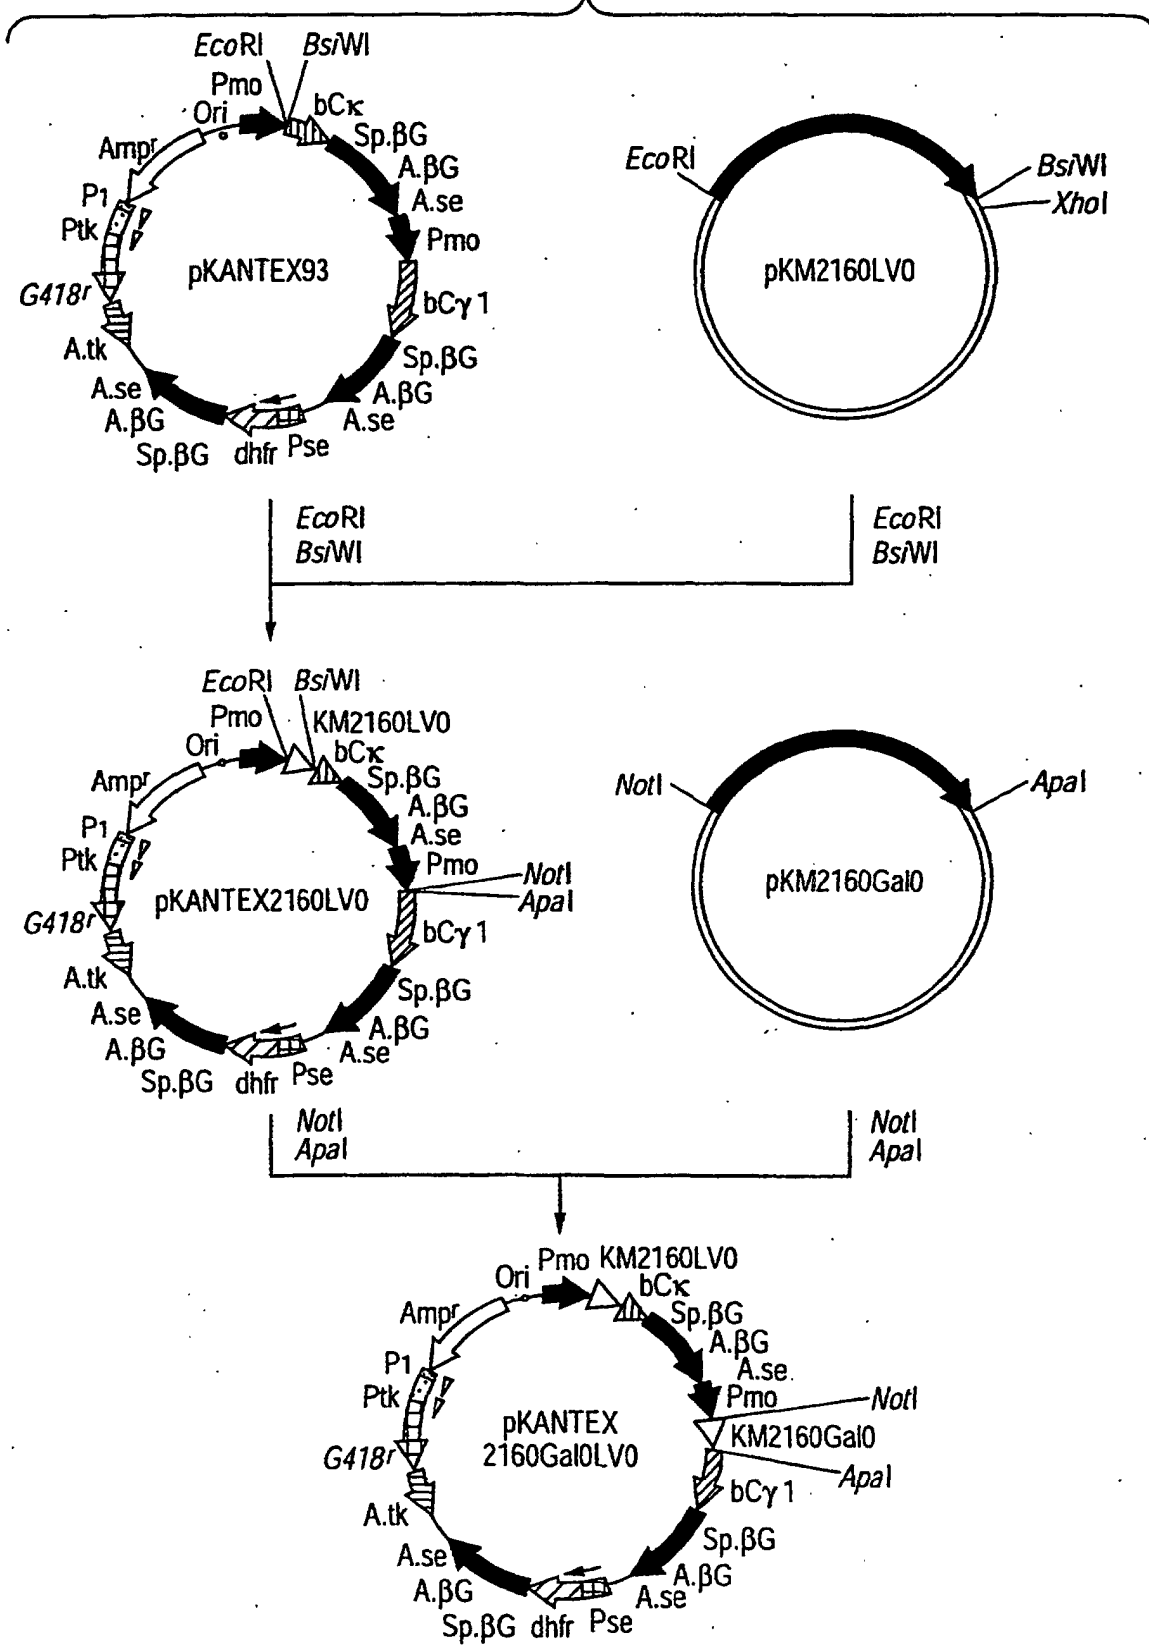 EcoRI BsiWI
Pmo
Ori
bCκ
Ampr
Sp.βG
P1
A.βG
Ptk
A.se
Pmo
pKANTEX93
G418r
bCγ1
A.tk
Sp.βG
A.se
A.βG
A.βG
A.se
Sp.βG dhfr Pse
EcoRI
BsiWI
XhoI
pKM2160LV0
EcoRI
BsiWI
EcoRI
BsiWI
EcoRI BsiWI
Pmo KM2160LV0
Ori
bCκ
Ampr
Sp.βG
A.βG
P1
A.se
Ptk
Pmo
NotI
ApaI
pKANTEX2160LV0
G418r
bCγ1
A.tk
Sp.βG
A.se
A.βG
A.βG
A.se
Sp.βG dhfr Pse
NotI
ApaI
pKM2160Gal0
NotI
ApaI
NotI
ApaI
Pmo KM2160LV0
Ori
bCκ
Ampr
Sp.βG
A.βG
P1
A.se
Ptk
Pmo
NotI
pKANTEX
2160Gal0LV0
KM2160Gal0
G418r
ApaI
bCγ1
A.tk
Sp.βG
A.se
A.βG
A.βG
A.se
Sp.βG dhfr Pse